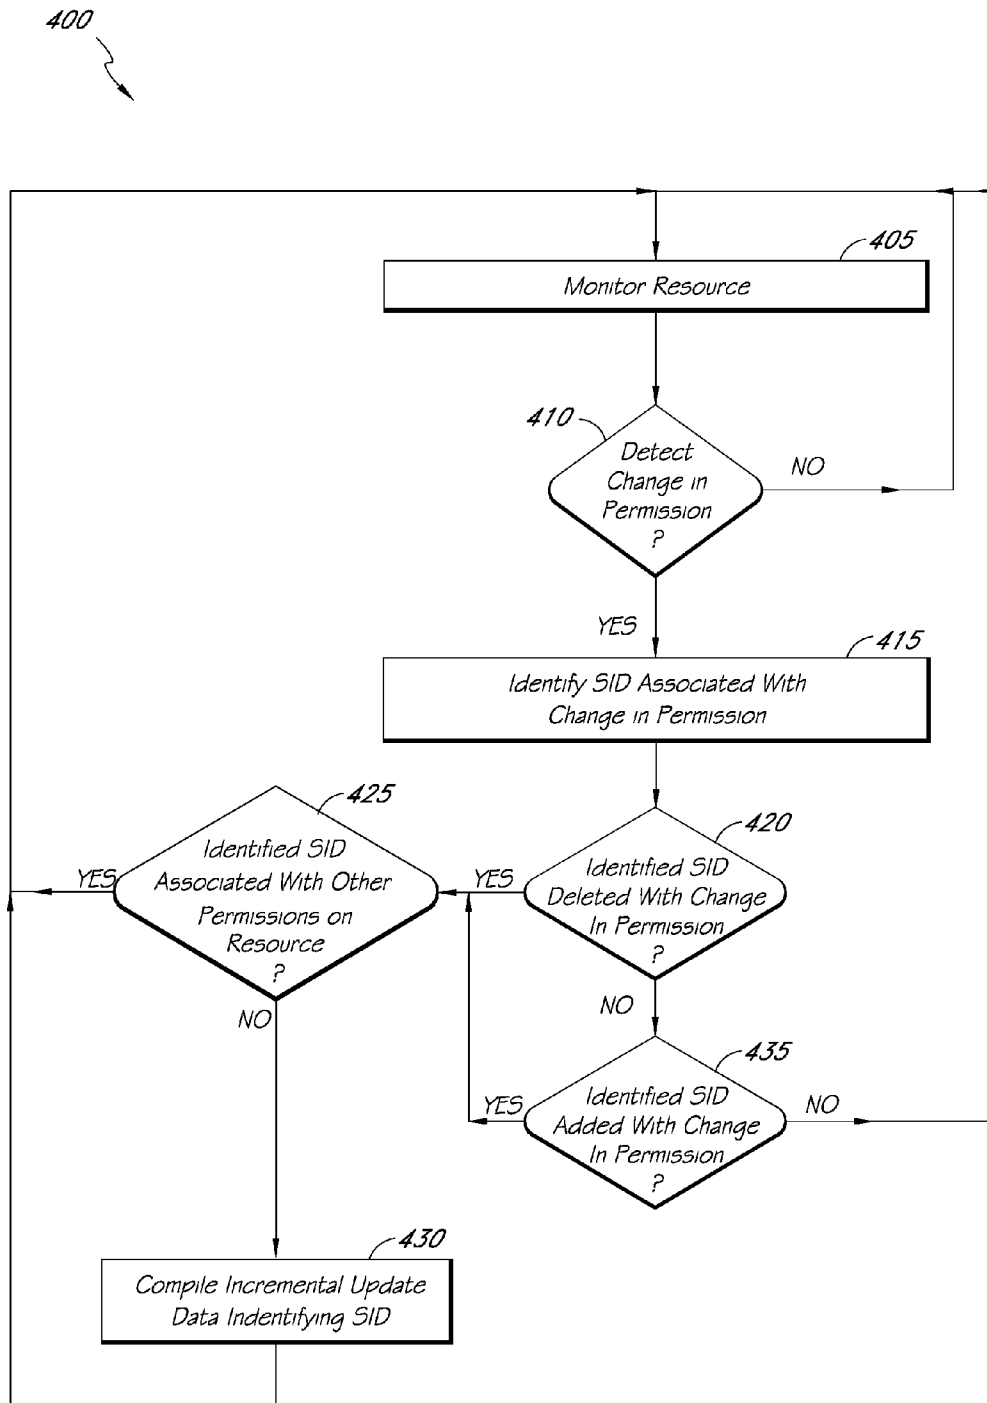 400
405
Monitor Resource
410
Detect
Change in
Permission
?
NO
YES
415
Identify SID Associated With
Change in Permission
425
Identified SID
Associated With Other
Permissions on
Resource
?
YES
NO
420
Identified SID
Deleted With Change
In Permission
?
YES
NO
435
Identified SID
Added With Change
In Permission
?
YES
NO
430
Compile Incremental Update
Data Indentifying SID